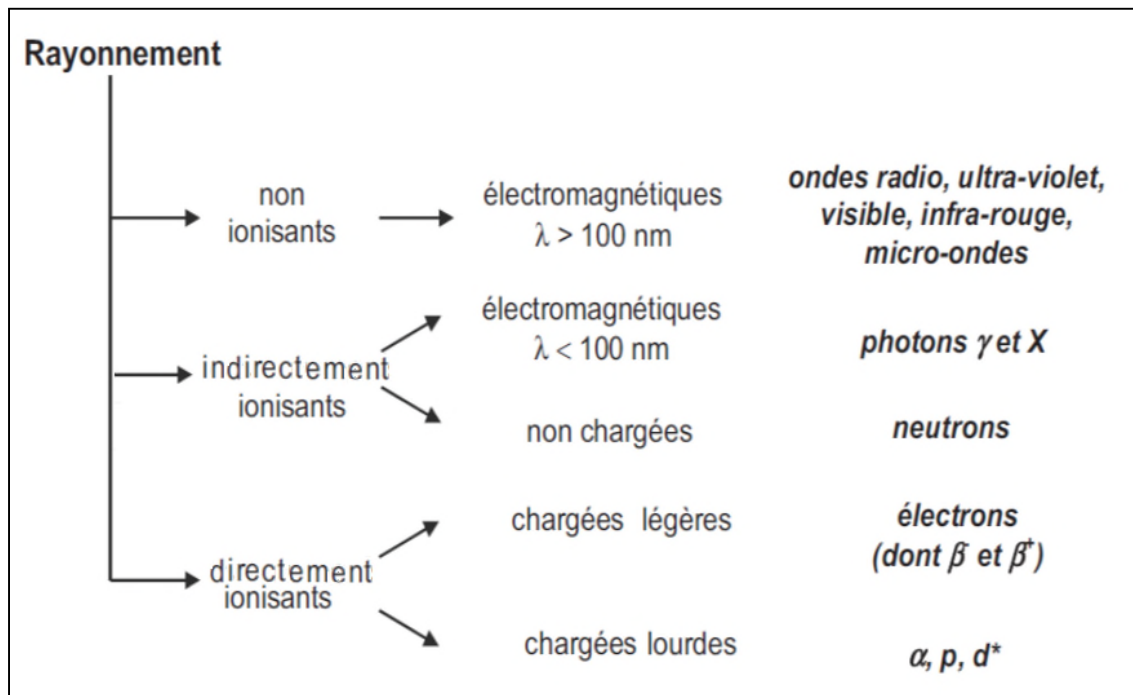 Rayonnement
non
ionisants
électromagnétiques
λ > 100 nm
ondes radio, ultra-violet,
visible, infra-rouge,
micro-ondes
indirectement
ionisants
électromagnétiques
λ < 100 nm
photons γ et X
non chargées
neutrons
directement
ionisants
chargées légères
électrons
(dont β⁻ et β⁺)
chargées lourdes
α, p, d*